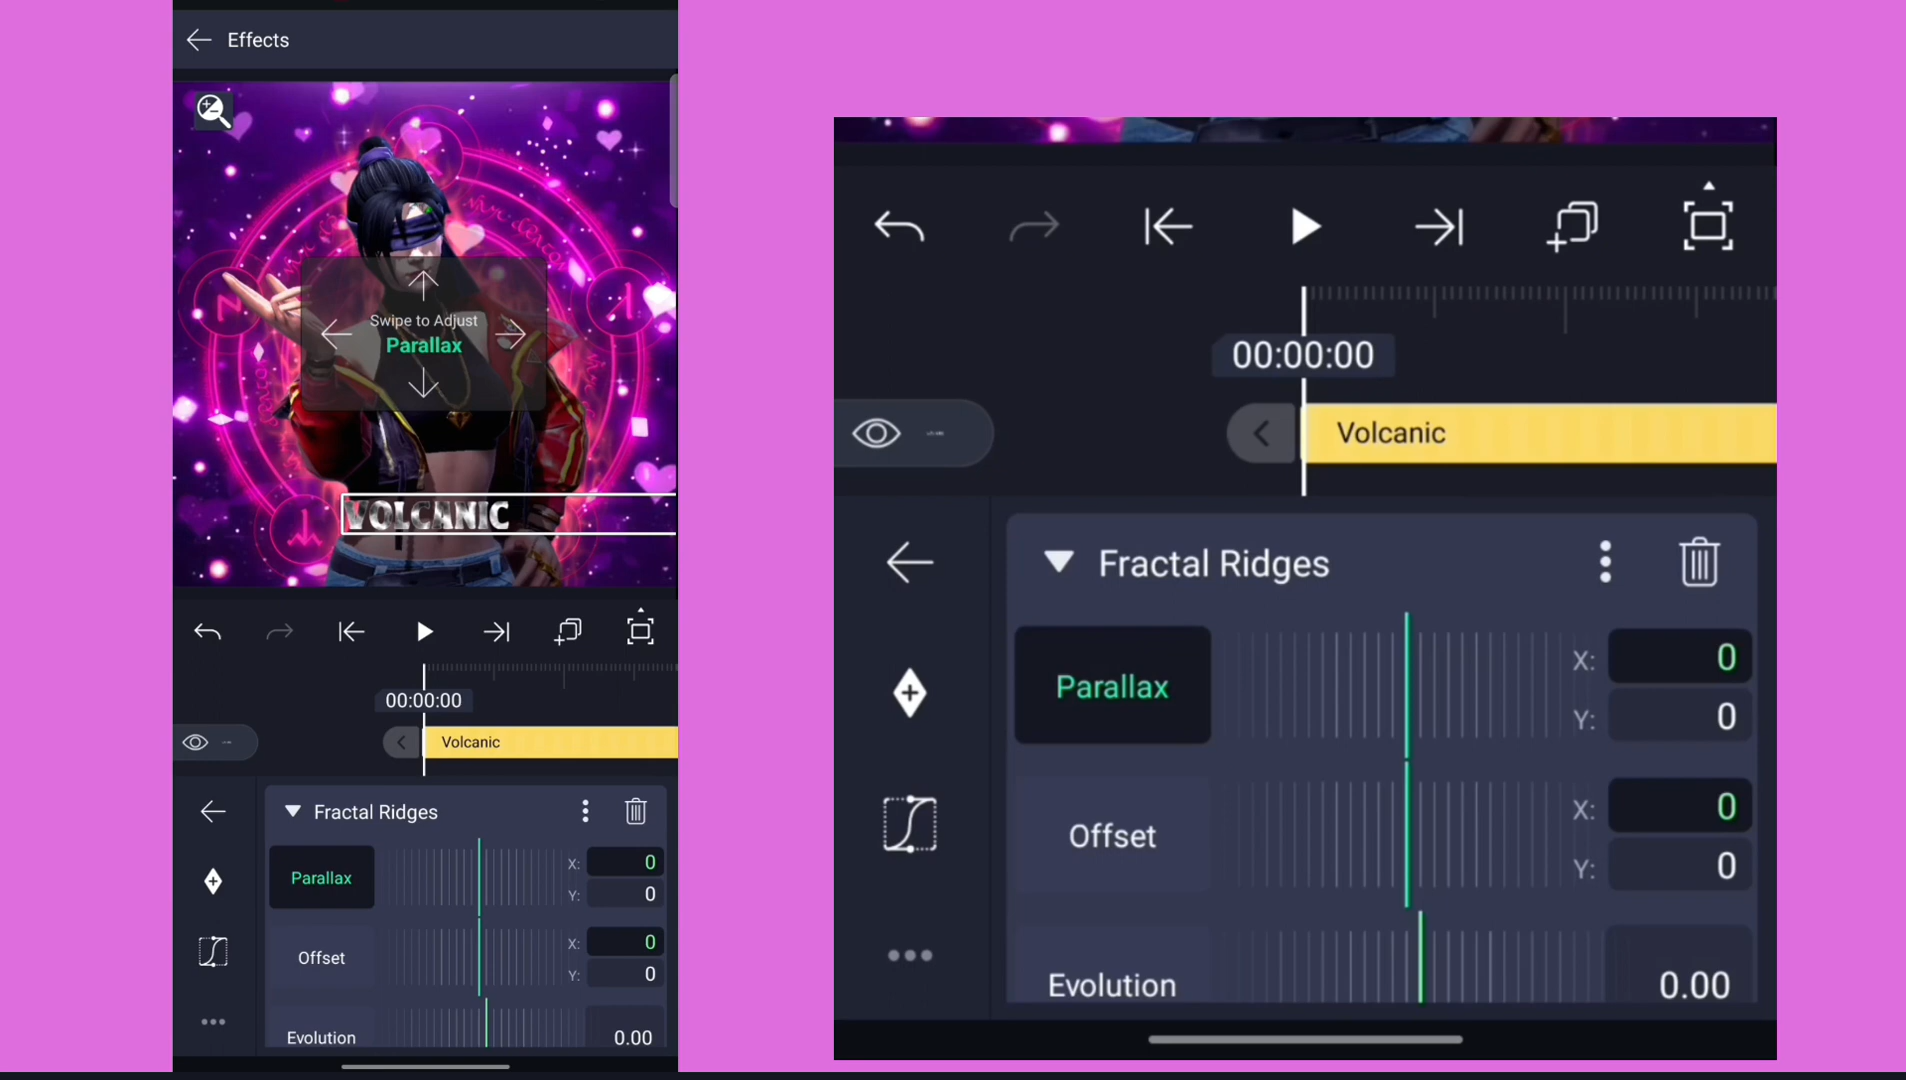 Effects
Swipe to Adjust
Parallax
VOLCANIC
00:00:00
Volcanic
Fractal Ridges
Parallax
X: 0
Y: 0
Offset
X: 0
Y: 0
Evolution
0.00
00:00:00
Volcanic
Fractal Ridges
Parallax
X: 0
Y: 0
Offset
X: 0
Y: 0
Evolution
0.00